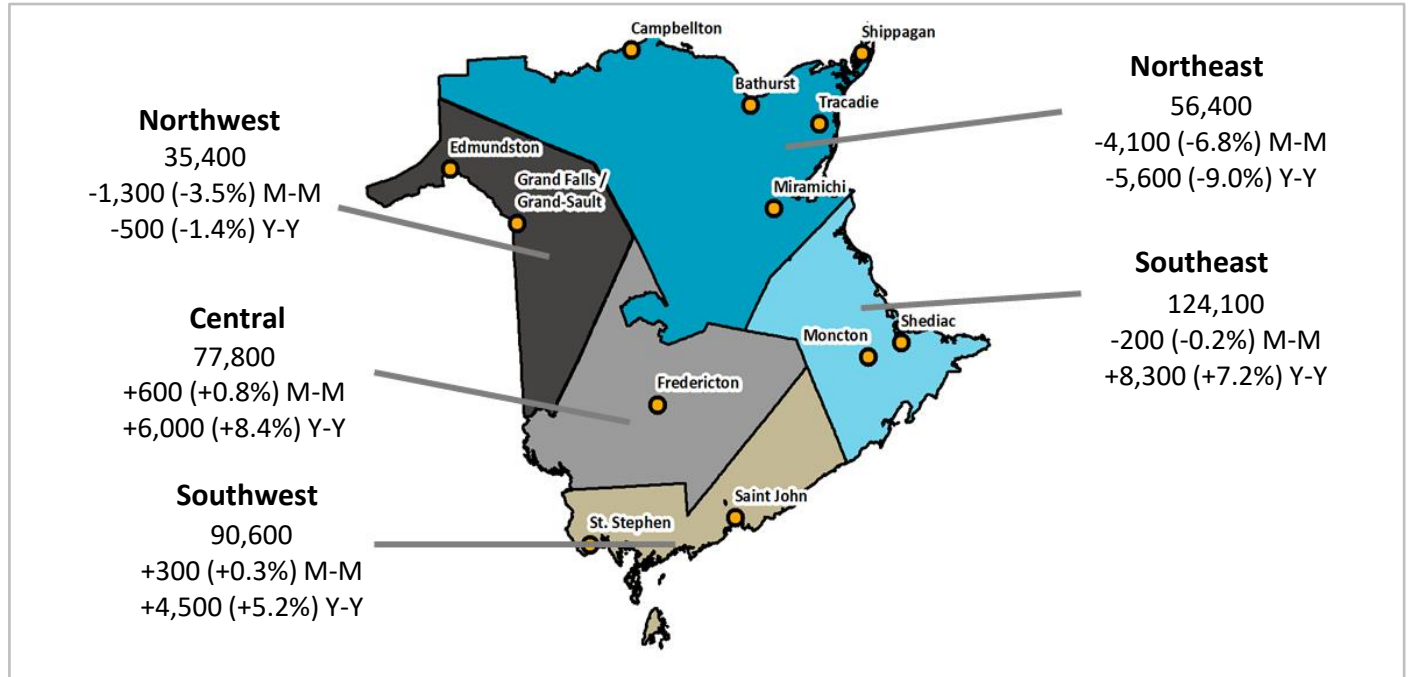 Northwest
35,400
-1,300 (-3.5%) M-M
-500 (-1.4%) Y-Y
Central
77,800
+600 (+0.8%) M-M
+6,000 (+8.4%) Y-Y
Southwest
90,600
+300 (+0.3%) M-M
+4,500 (+5.2%) Y-Y
Campbellton
Shippagan
Bathurst
Tracadie
Edmundston
Grand Falls /
Grand-Sault
Miramichi
Moncton
Shediac
Fredericton
Saint John
St. Stephen
Northeast
56,400
-4,100 (-6.8%) M-M
-5,600 (-9.0%) Y-Y
Southeast
124,100
-200 (-0.2%) M-M
+8,300 (+7.2%) Y-Y